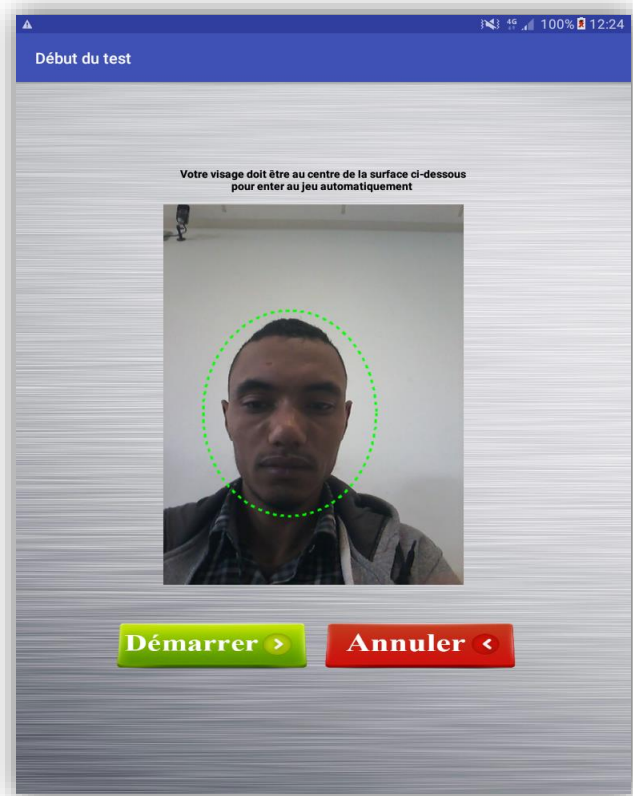 4G 100% 12:24
Début du test
Votre visage doit être au centre de la surface ci-dessous
pour enter au jeu automatiquement
Démarrer
Annuler